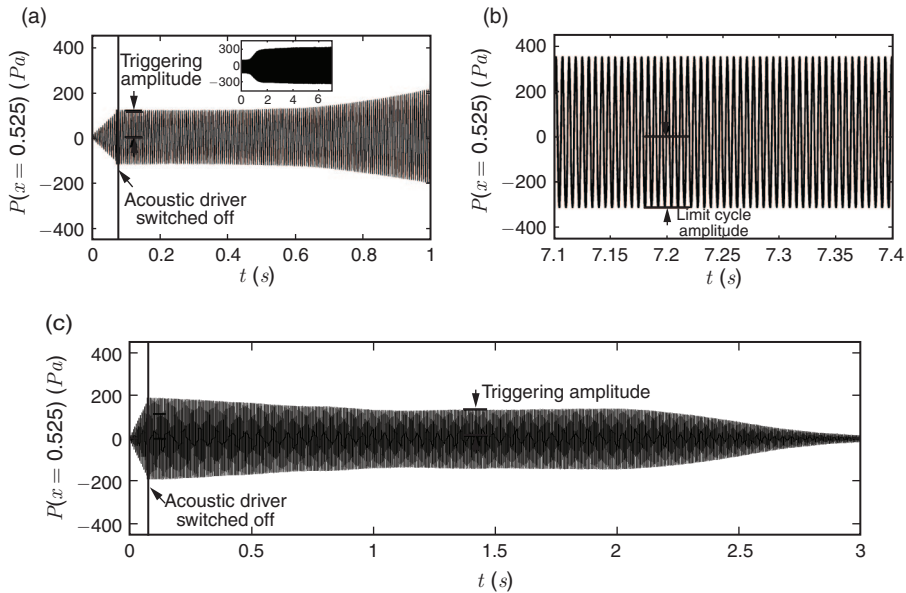 (a)
400
200
0
−200
−400
P(x = 0.525) (Pa)
Triggering
amplitude
300
0
−300
0 2 4 6
Acoustic driver
switched off
0 0.2 0.4 0.6 0.8 1
t (s)
(b)
400
200
0
−200
−400
P(x = 0.525) (Pa)
Limit cycle
amplitude
7.1 7.2 7.2 7.3 7.3 7.4
t (s)
(c)
400
200
0
−200
−400
P(x = 0.525) (Pa)
Triggering amplitude
Acoustic driver
switched off
0 0.5 1 1.5 2 2.5 3
t (s)